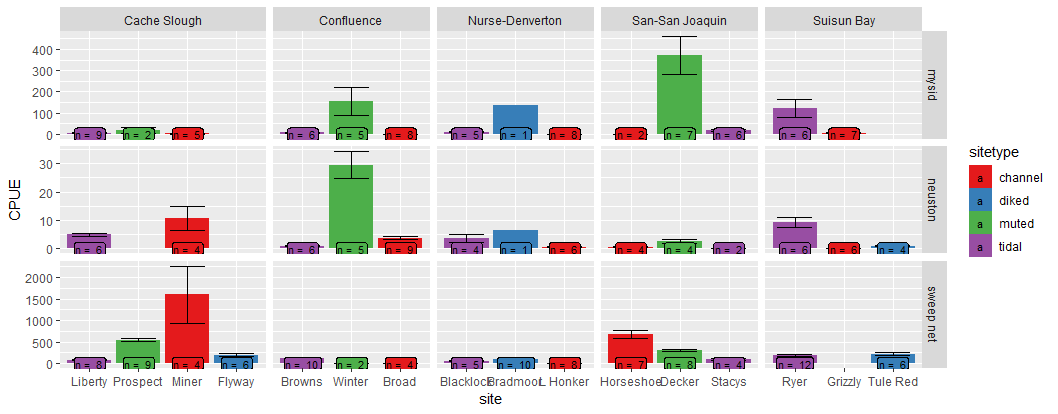 Cache Slough Confluence Nurse-Denverton San-San Joaquin Suisun Bay
400
300
200
100
0
n = 9 n = 2 n = 5 n = 6 n = 5 n = 8 n = 5 n = 1 n = 8 n = 2 n = 7 n = 6 n = 6 n = 7
mysid
30
20
10
0
n = 6 n = 4 n = 6 n = 5 n = 9 n = 4 n = 1 n = 6 n = 4 n = 4 n = 2 n = 6 n = 6 n = 4
neuston
2000
1500
1000
500
0
n = 8 n = 9 n = 4 n = 6 n = 10 n = 2 n = 4 n = 5 n = 10 n = 8 n = 7 n = 8 n = 4 n = 12 n = 6
sweep net
CPUE
Liberty Prospect Miner Flyway Browns Winter Broad Blacklock Bradmoor L Honker Horseshoe Decker Stacys Ryer Grizzly Tule Red
site
sitetype
a channel
a diked
a muted
a tidal